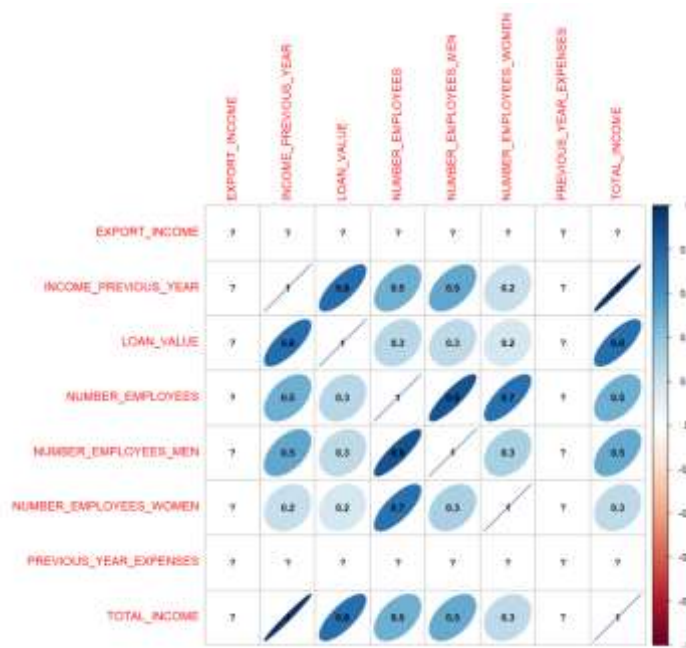 EXPORT_INCOME
INCOME_PREVIOUS_YEAR
LOAN_VALUE
NUMBER_EMPLOYEES
NUMBER_EMPLOYEES_MEN
NUMBER_EMPLOYEES_WOMEN
PREVIOUS_YEAR_EXPENSES
TOTAL_INCOME
EXPORT_INCOME ? ? ? ? ? ? ? ?
INCOME_PREVIOUS_YEAR ? 1 0.5 0.5 0.2 ?
LOAN_VALUE ? 1 0.3 0.3 0.2 ?
NUMBER_EMPLOYEES ? 0.5 0.3 1 0.7 ? 0.5
NUMBER_EMPLOYEES_MEN ? 0.5 0.3 1 0.3 ? 0.5
NUMBER_EMPLOYEES_WOMEN ? 0.2 0.2 0.7 0.3 1 ? 0.3
PREVIOUS_YEAR_EXPENSES ? ? ? ? ? ? ? ?
TOTAL_INCOME ? 0.5 0.5 0.3 ? 1